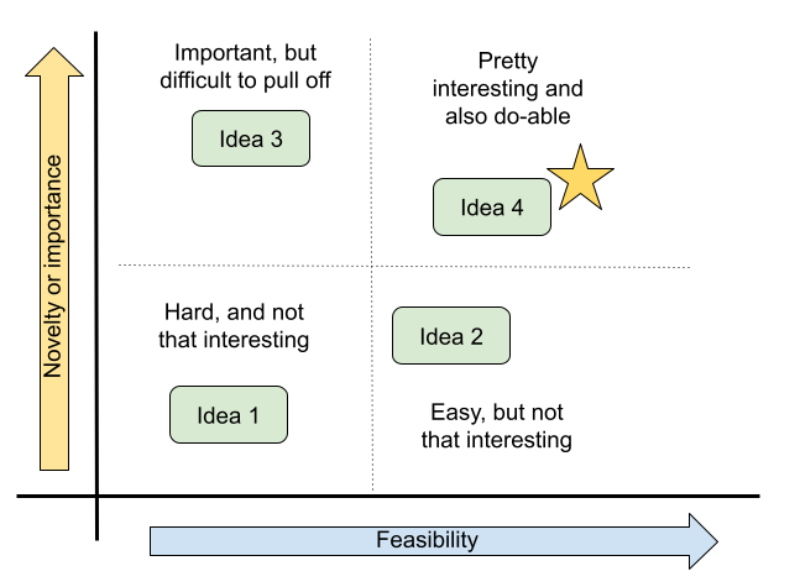 Important, but
difficult to pull off
Idea 3
Pretty
interesting and
also do-able
Idea 4
Novelty or importance
Hard, and not
that interesting
Idea 1
Idea 2
Easy, but not
that interesting
Feasibility